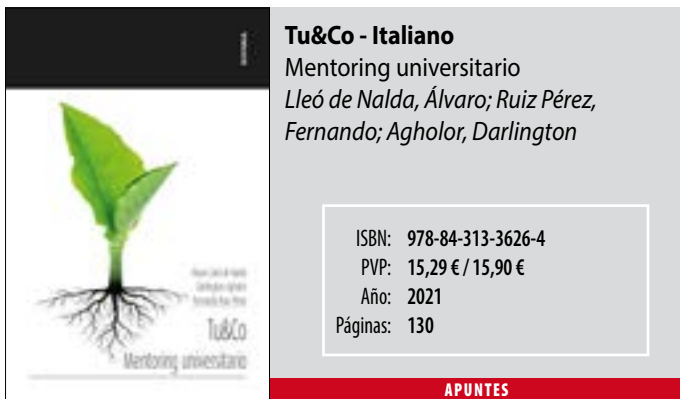 Tu&Co
Mentoring universitario
Tu&Co - Italiano
Mentoring universitario
Lleó de Nalda, Álvaro; Ruiz Pérez,
Fernando; Agholor, Darlington
ISBN: 978-84-313-3626-4
PVP: 15,29 € / 15,90 €
Año: 2021
Páginas: 130
APUNTES